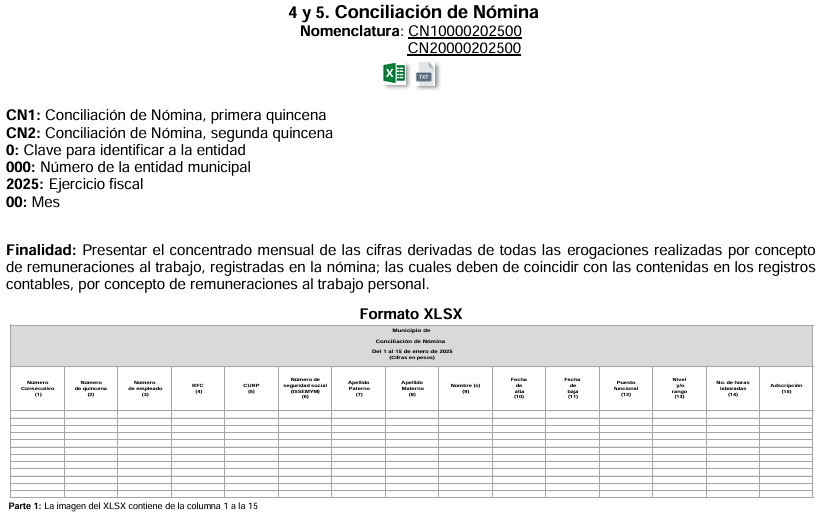 4 y 5. Conciliación de Nómina
Nomenclatura: CN10000202500
CN20000202500
TXT
CN1: Conciliación de Nómina, primera quincena
CN2: Conciliación de Nómina, segunda quincena
0: Clave para identificar a la entidad
000: Número de la entidad municipal
2025: Ejercicio fiscal
00: Mes
Finalidad: Presentar el concentrado mensual de las cifras derivadas de todas las erogaciones realizadas por concepto
de remuneraciones al trabajo, registradas en la nómina; las cuales deben de coincidir con las contenidas en los registros
contables, por concepto de remuneraciones al trabajo personal.
Formato XLSX
Municipio de
Conciliación de Nómina
Del 1 al 15 de enero de 2025
(Cifras en pesos)
Número Consecutivo (1)
Número de quincena (2)
Número de empleado (3)
RFC (4)
CURP (5)
Número de seguridad social (ISSEMYM) (6)
Apellido Paterno (7)
Apellido Materno (8)
Nombre (s) (9)
Fecha de alta (10)
Fecha de baja (11)
Puesto funcional (12)
Nivel y/o rango (13)
No. de horas laboradas (14)
Adscripción (15)
Parte 1: La imagen del XLSX contiene de la columna 1 a la 15